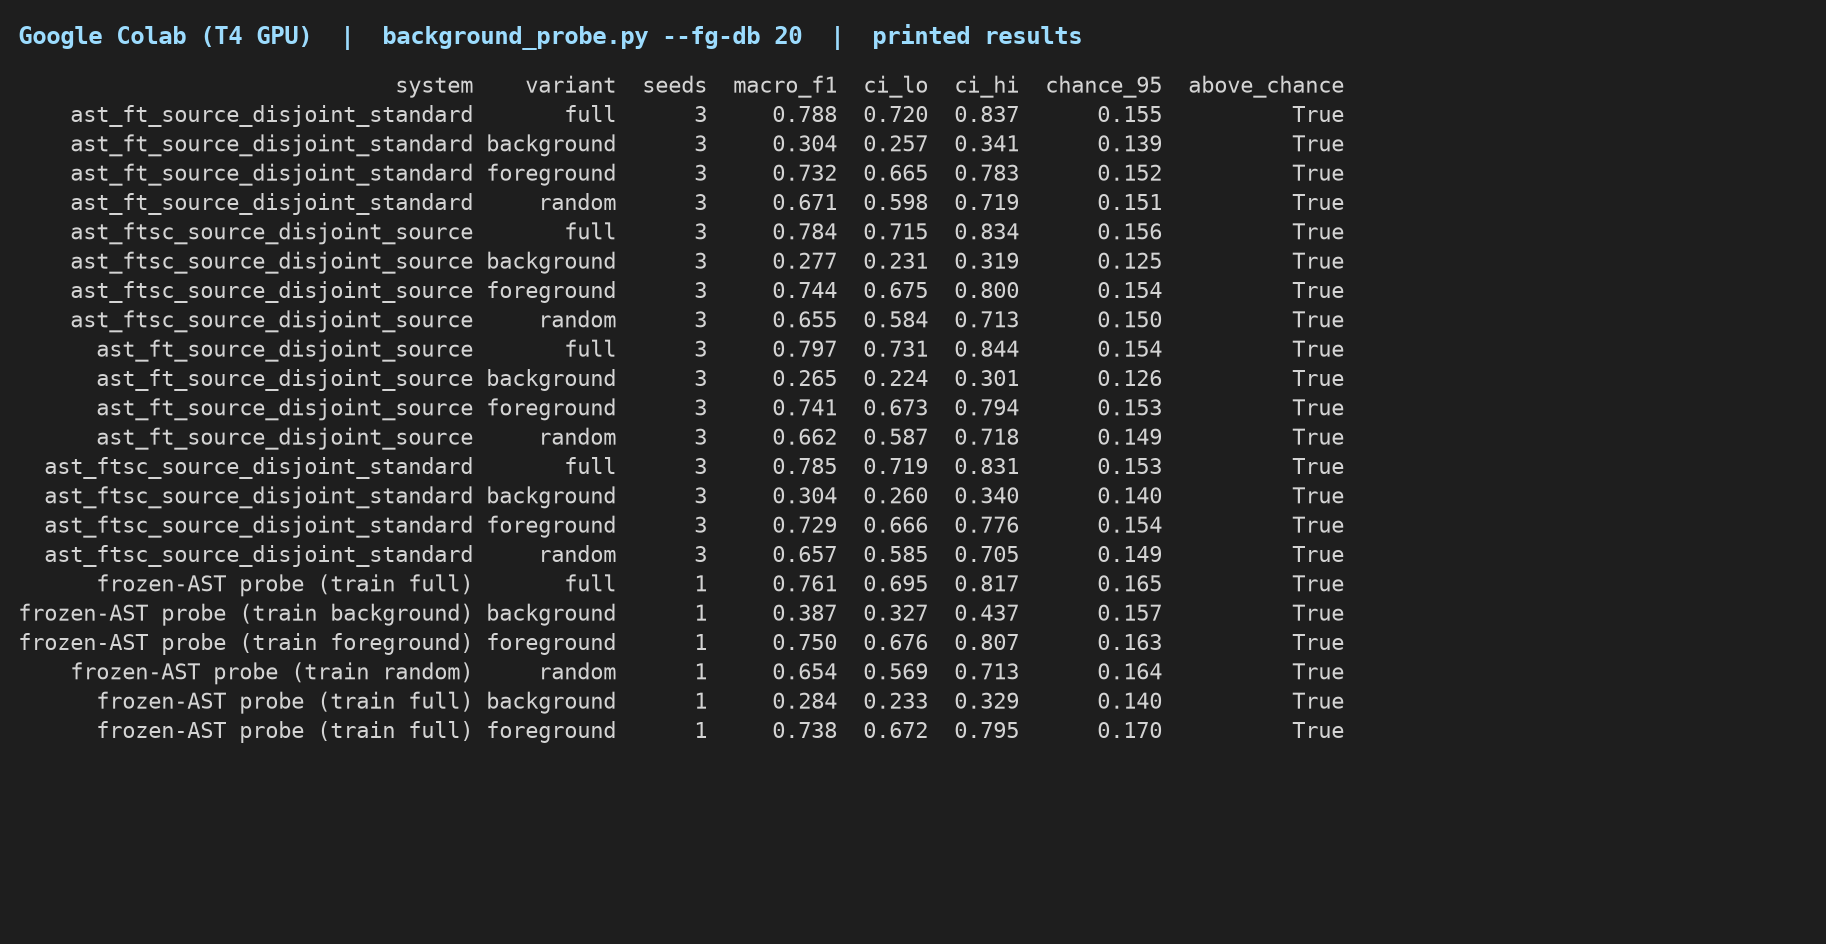 Google Colab (T4 GPU)  |  background_probe.py --fg-db 20  |  printed results
system variant seeds macro_f1 ci_lo ci_hi chance_95 above_chance
ast_ft_source_disjoint_standard full 3 0.788 0.720 0.837 0.155 True
ast_ft_source_disjoint_standard background 3 0.304 0.257 0.341 0.139 True
ast_ft_source_disjoint_standard foreground 3 0.732 0.665 0.783 0.152 True
ast_ft_source_disjoint_standard random 3 0.671 0.598 0.719 0.151 True
ast_ftsc_source_disjoint_source full 3 0.784 0.715 0.834 0.156 True
ast_ftsc_source_disjoint_source background 3 0.277 0.231 0.319 0.125 True
ast_ftsc_source_disjoint_source foreground 3 0.744 0.675 0.800 0.154 True
ast_ftsc_source_disjoint_source random 3 0.655 0.584 0.713 0.150 True
ast_ft_source_disjoint_source full 3 0.797 0.731 0.844 0.154 True
ast_ft_source_disjoint_source background 3 0.265 0.224 0.301 0.126 True
ast_ft_source_disjoint_source foreground 3 0.741 0.673 0.794 0.153 True
ast_ft_source_disjoint_source random 3 0.662 0.587 0.718 0.149 True
ast_ftsc_source_disjoint_standard full 3 0.785 0.719 0.831 0.153 True
ast_ftsc_source_disjoint_standard background 3 0.304 0.260 0.340 0.140 True
ast_ftsc_source_disjoint_standard foreground 3 0.729 0.666 0.776 0.154 True
ast_ftsc_source_disjoint_standard random 3 0.657 0.585 0.705 0.149 True
frozen-AST probe (train full) full 1 0.761 0.695 0.817 0.165 True
frozen-AST probe (train background) background 1 0.387 0.327 0.437 0.157 True
frozen-AST probe (train foreground) foreground 1 0.750 0.676 0.807 0.163 True
frozen-AST probe (train random) random 1 0.654 0.569 0.713 0.164 True
frozen-AST probe (train full) background 1 0.284 0.233 0.329 0.140 True
frozen-AST probe (train full) foreground 1 0.738 0.672 0.795 0.170 True